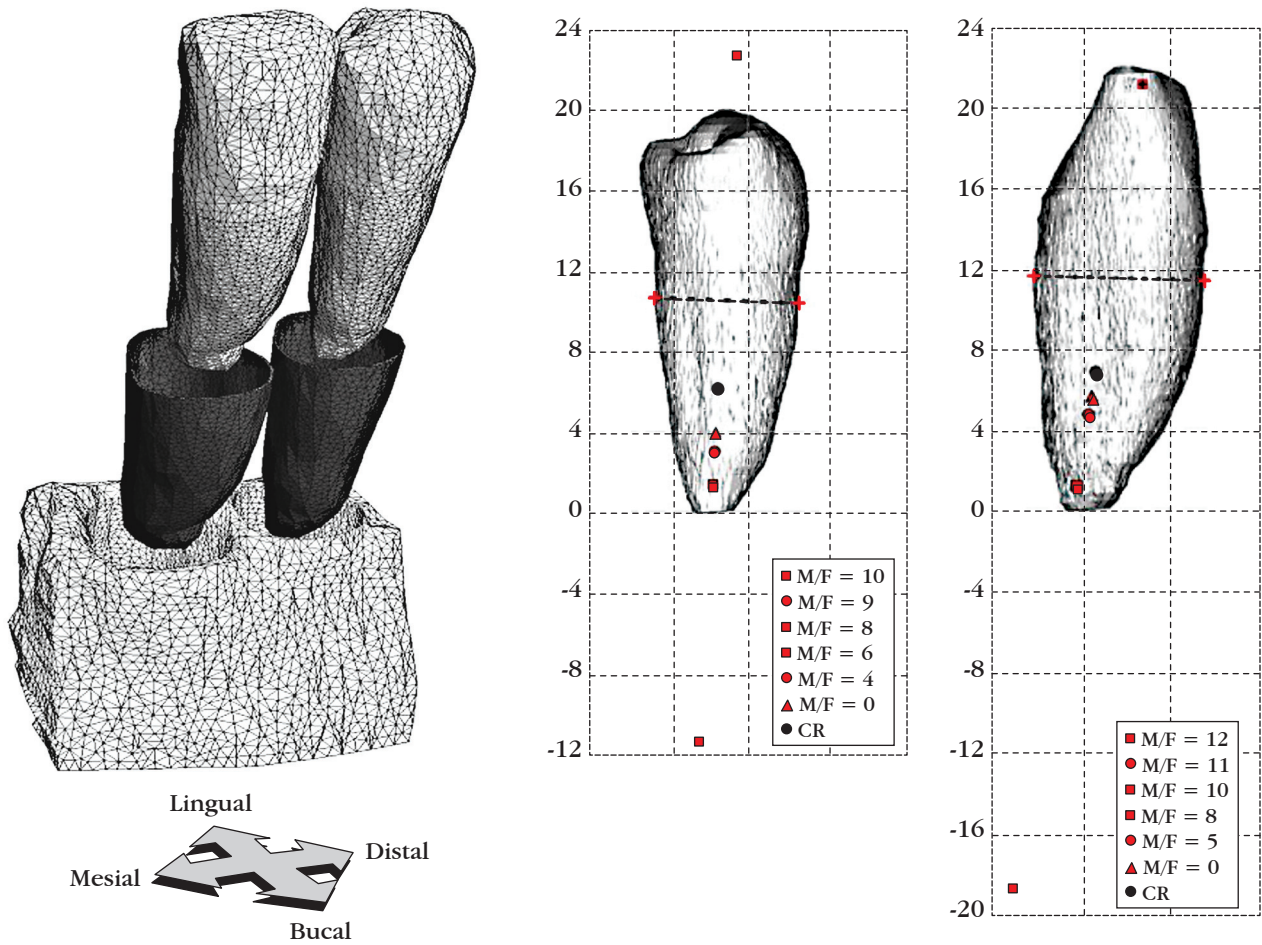 Lingual
Distal
Mesial
Bucal
24
20
16
12
8
4
0
-4
-8
-12
M/F = 10
M/F = 9
M/F = 8
M/F = 6
M/F = 4
M/F = 0
CR
24
20
16
12
8
4
0
-4
-8
-12
-16
-20
M/F = 12
M/F = 11
M/F = 10
M/F = 8
M/F = 5
M/F = 0
CR